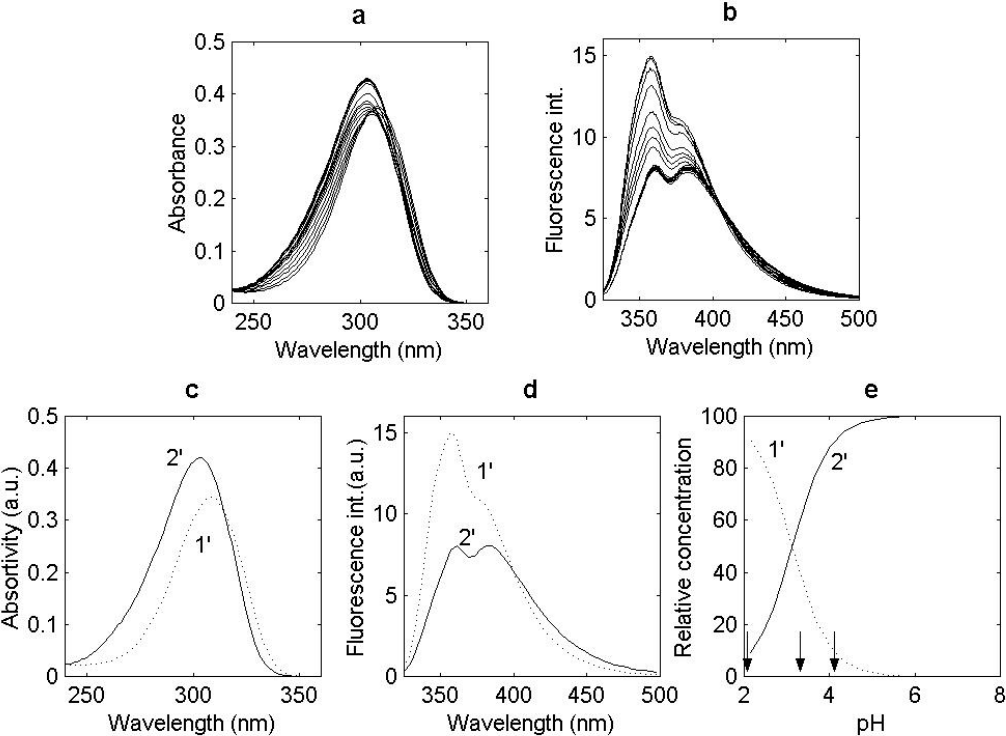 a
0.5
0.4
0.3
0.2
0.1
0
Absorbance
250 300 350
Wavelength (nm)
b
15
10
5
0
Fluorescence int.
350 400 450 500
Wavelength (nm)
c
0.5
0.4
0.3
0.2
0.1
0
Absortivity (a.u.)
2'
1'
250 300 350
Wavelength (nm)
d
15
10
5
0
Fluorescence int.(a.u.)
1'
2'
350 400 450 500
Wavelength (nm)
e
100
80
60
40
20
0
Relative concentration
1'
2'
2 4 6 8
pH